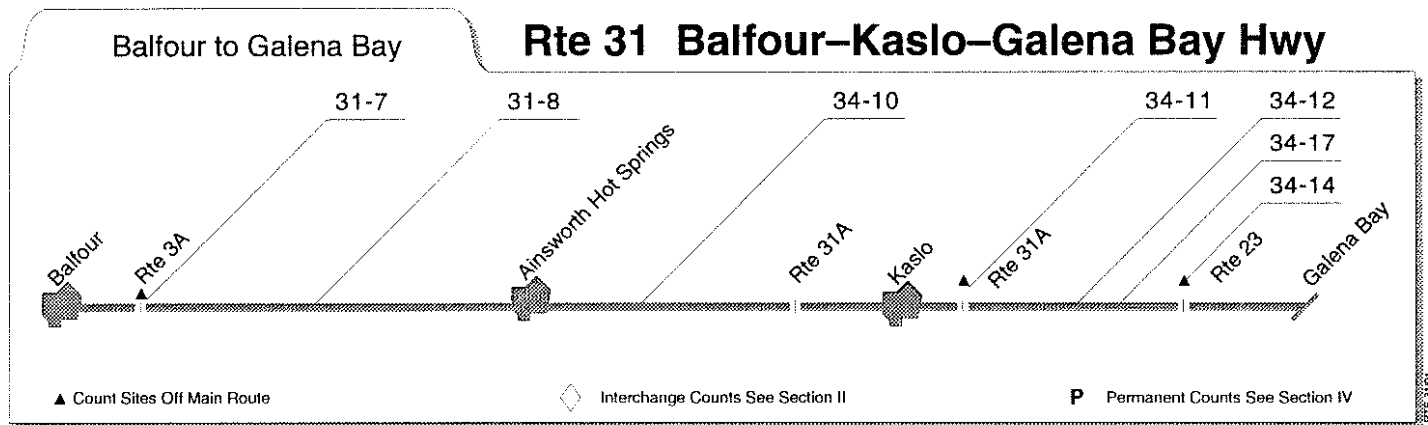 Balfour to Galena Bay
Rte 31 Balfour–Kaslo–Galena Bay Hwy
31-7
31-8
34-10
34-11
34-12
34-17
34-14
Balfour
Rte 3A
Ainsworth Hot Springs
Rte 31A
Kaslo
Rte 31A
Rte 23
Galena Bay
▲ Count Sites Off Main Route
Interchange Counts See Section II
P Permanent Counts See Section IV